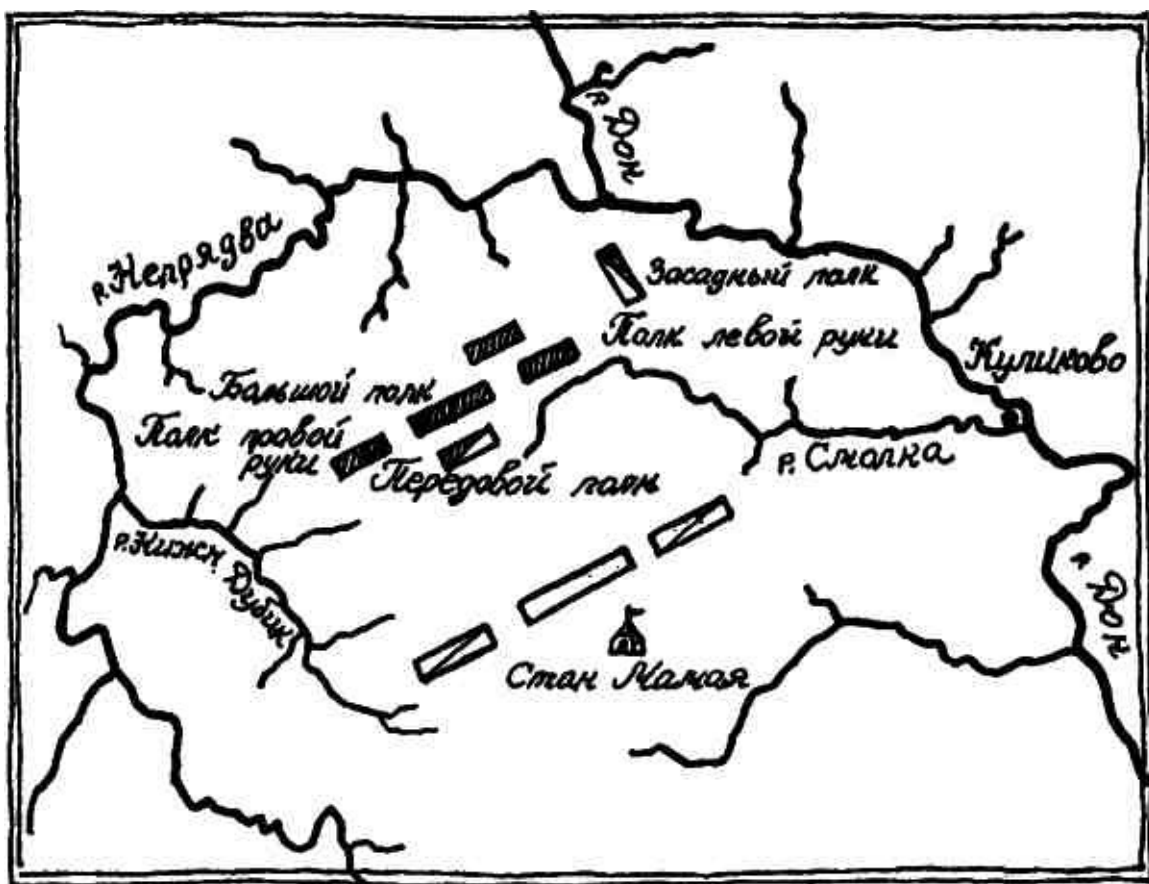 р. Дон
р. Непрядва
Засадный полк
Полк левой руки
Куликово
Большой полк
Полк правой
руки
Передовой полк
р. Смолка
р. Нижн. Дубик
р. Дон
Стан Мамая